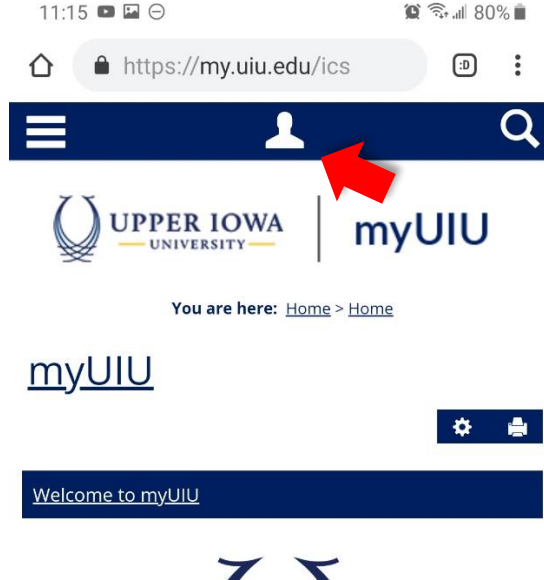 11:15 80%
https://my.uiu.edu/ics :D
UPPER IOWA
UNIVERSITY
myUIU
You are here: Home > Home
myUIU
Welcome to myUIU